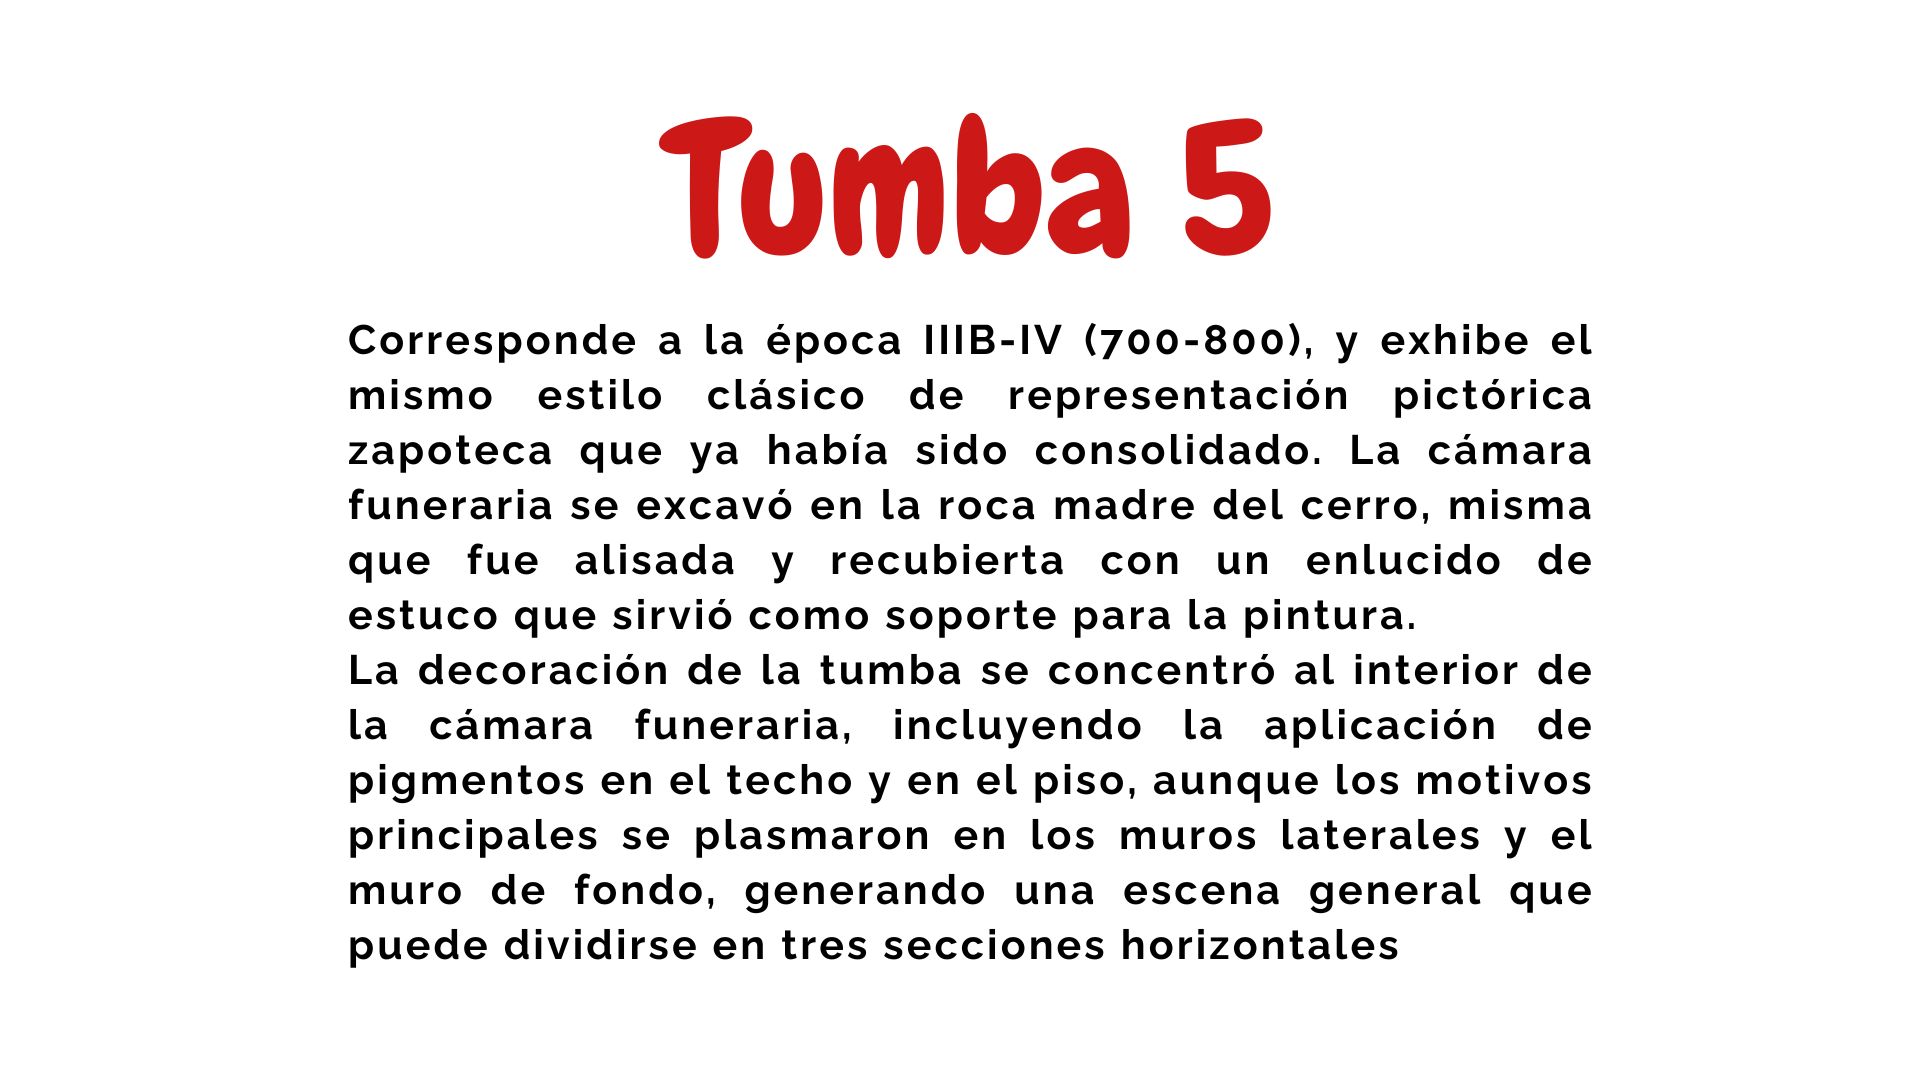 Tumba 5
Corresponde a la época IIIB-IV (700-800), y exhibe el
mismo estilo clásico de representación pictórica
zapoteca que ya había sido consolidado. La cámara
funeraria se excavó en la roca madre del cerro, misma
que fue alisada y recubierta con un enlucido de
estuco que sirvió como soporte para la pintura.
La decoración de la tumba se concentró al interior de
la cámara funeraria, incluyendo la aplicación de
pigmentos en el techo y en el piso, aunque los motivos
principales se plasmaron en los muros laterales y el
muro de fondo, generando una escena general que
puede dividirse en tres secciones horizontales